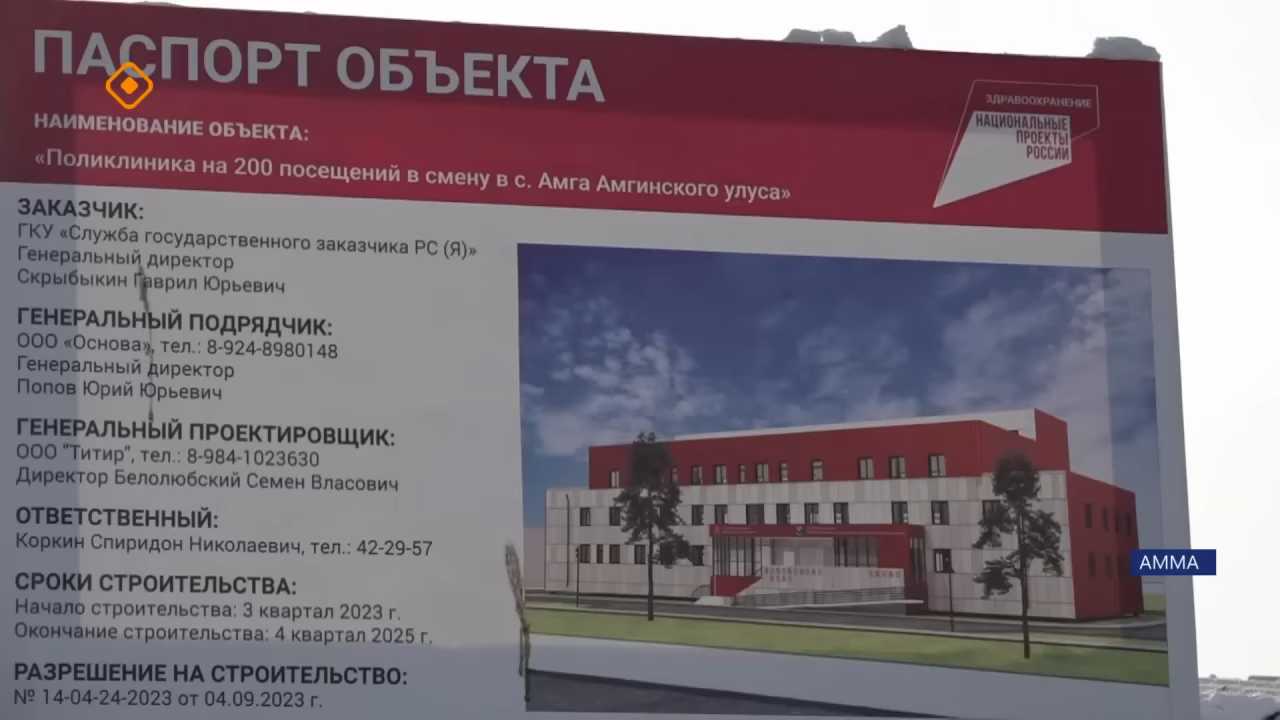 ПАСПОРТ ОБЪЕКТА
НАИМЕНОВАНИЕ ОБЪЕКТА:
«Поликлиника на 200 посещений в смену в с. Амга Амгинского улуса»
ЗДРАВООХРАНЕНИЕ
НАЦИОНАЛЬНЫЕ
ПРОЕКТЫ
РОССИИ
ЗАКАЗЧИК:
ГКУ «Служба государственного заказчика РС (Я)»
Генеральный директор
Скрыбыкин Гаврил Юрьевич
ГЕНЕРАЛЬНЫЙ ПОДРЯДЧИК:
ООО «Основа», тел.: 8-924-8980148
Генеральный директор
Попов Юрий Юрьевич
ГЕНЕРАЛЬНЫЙ ПРОЕКТИРОВЩИК:
ООО "Титир", тел.: 8-984-1023630
Директор Белолюбский Семен Власович
ОТВЕТСТВЕННЫЙ:
Коркин Спиридон Николаевич, тел.: 42-29-57
СРОКИ СТРОИТЕЛЬСТВА:
Начало строительства: 3 квартал 2023 г.
Окончание строительства: 4 квартал 2025 г.
РАЗРЕШЕНИЕ НА СТРОИТЕЛЬСТВО:
№ 14-04-24-2023 от 04.09.2023 г.
АММА